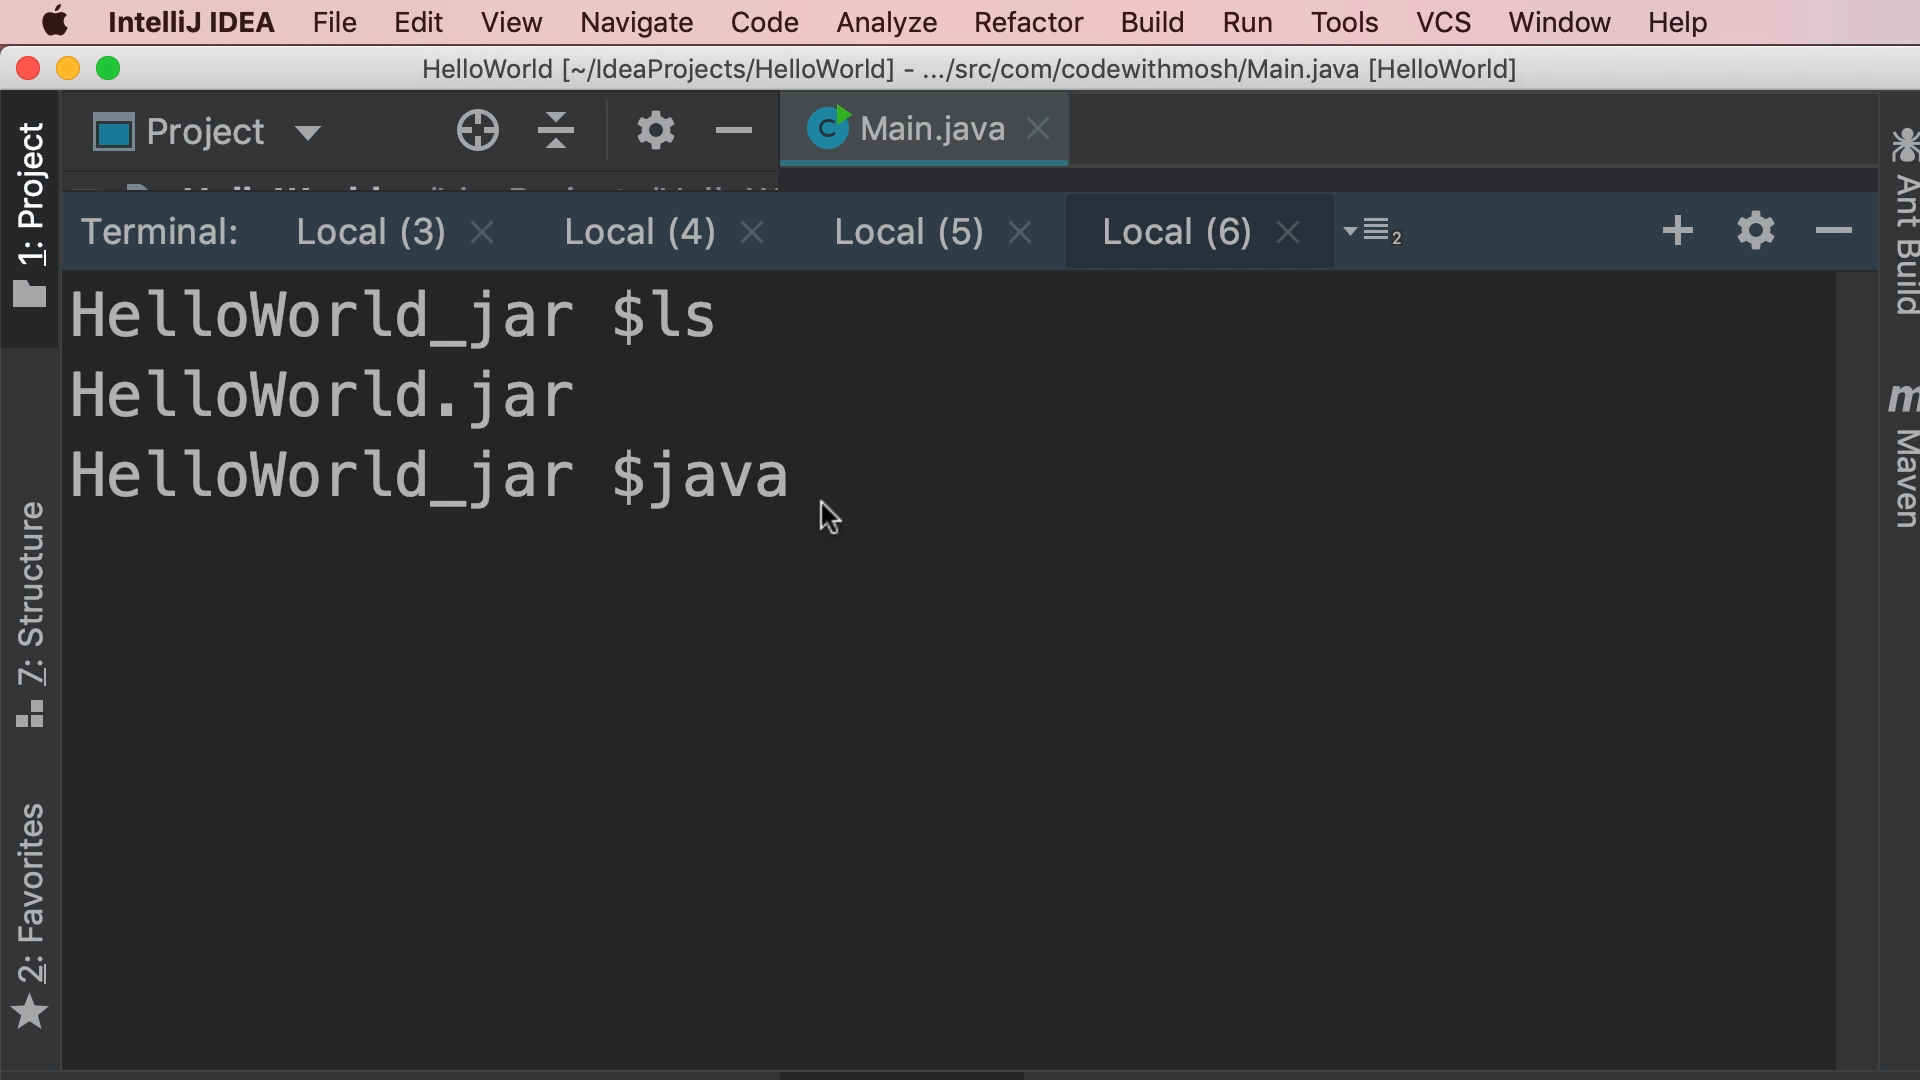 IntelliJ IDEA File Edit View Navigate Code Analyze Refactor Build Run Tools VCS Window Help
HelloWorld [~/IdeaProjects/HelloWorld] - .../src/com/codewithmosh/Main.java [HelloWorld]
Project
Main.java
Terminal: Local (3) Local (4) Local (5) Local (6) 2
HelloWorld_jar $ls
HelloWorld.jar
HelloWorld_jar $java
1: Project
7: Structure
2: Favorites
Ant Build
m Maven